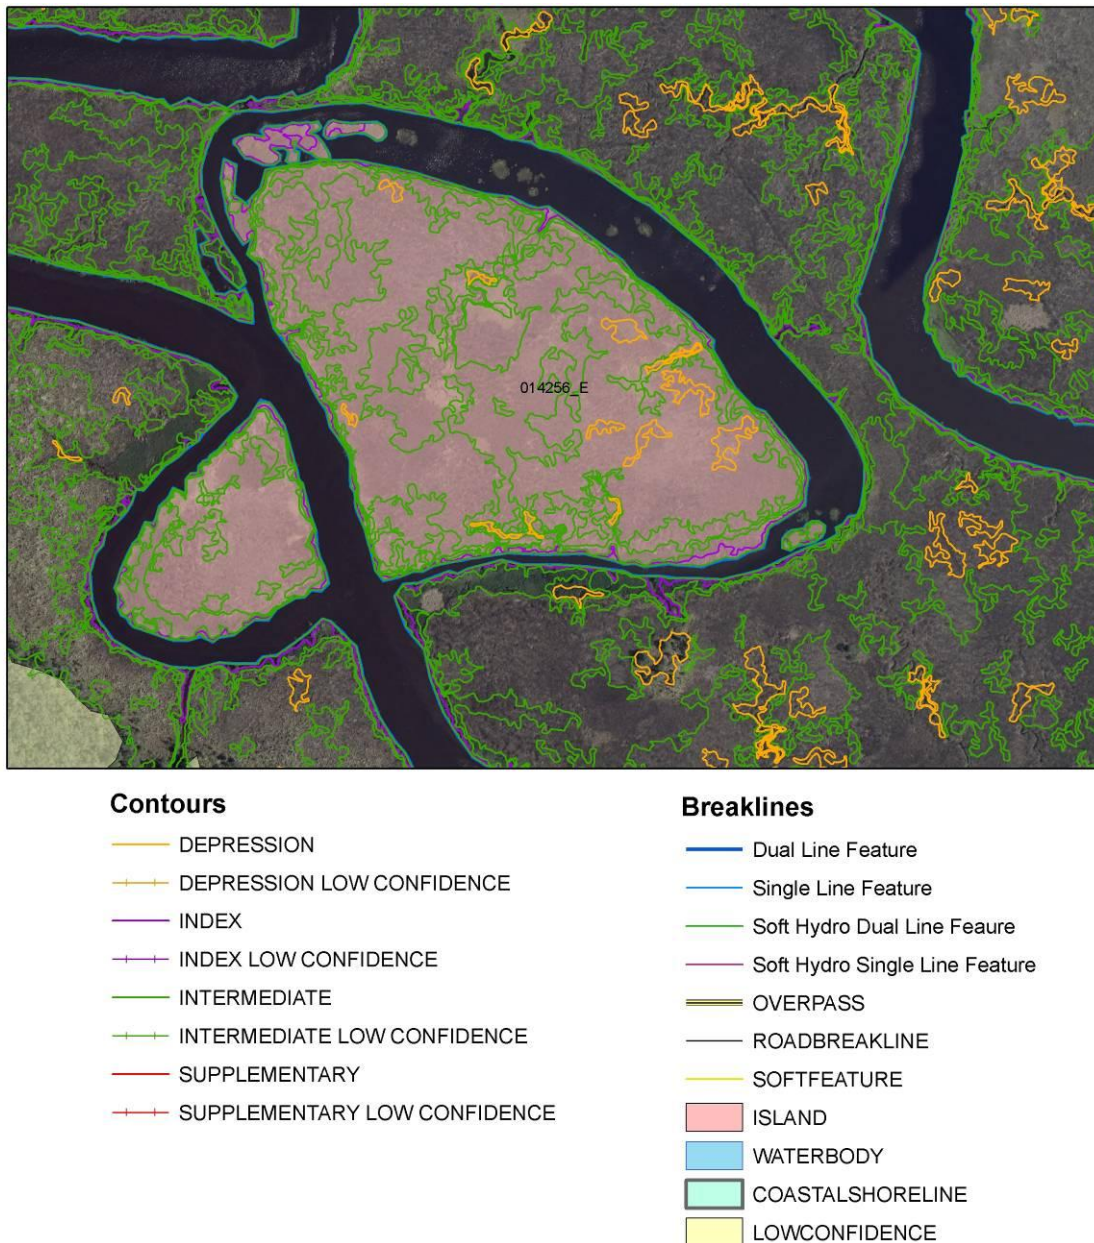 014256_E
Contours
DEPRESSION
DEPRESSION LOW CONFIDENCE
INDEX
INDEX LOW CONFIDENCE
INTERMEDIATE
INTERMEDIATE LOW CONFIDENCE
SUPPLEMENTARY
SUPPLEMENTARY LOW CONFIDENCE
Breaklines
Dual Line Feature
Single Line Feature
Soft Hydro Dual Line Feaure
Soft Hydro Single Line Feature
OVERPASS
ROADBREAKLINE
SOFTFEATURE
ISLAND
WATERBODY
COASTALSHORELINE
LOWCONFIDENCE